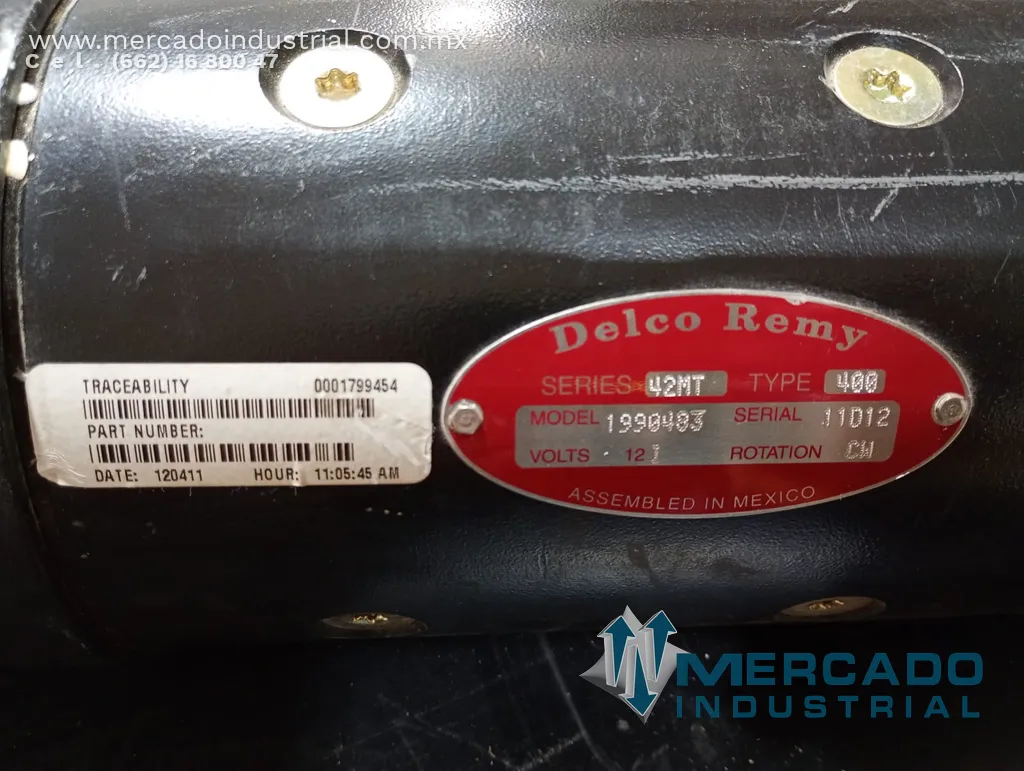 www.mercadoindustrial.com.mx
Cel. (662) 16 800 47
Delco Remy
SERIES 42MT TYPE 400
MODEL 1990483 SERIAL 11D12
VOLTS 12 ROTATION CW
ASSEMBLED IN MEXICO
TRACEABILITY 0001799454
PART NUMBER:
DATE: 120411 HOUR: 11:05:45 AM
MERCADO
INDUSTRIAL